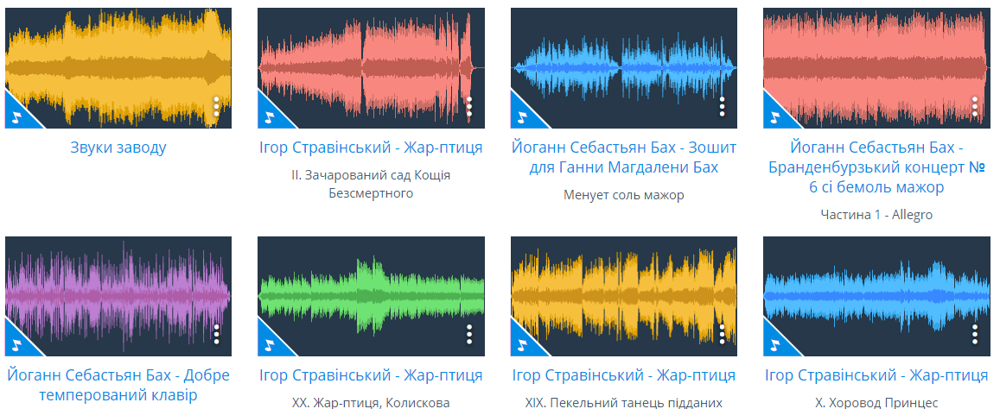 Звуки заводу
Ігор Стравінський - Жар-птиця
ІІ. Зачарований сад Кощія
Безсмертного
Йоганн Себастьян Бах - Зошит
для Ганни Магдалени Бах
Менует соль мажор
Йоганн Себастьян Бах -
Бранденбурзький концерт №
6 сі бемоль мажор
Частина 1 - Allegro
Йоганн Себастьян Бах - Добре
темперований клавір
Ігор Стравінський - Жар-птиця
XX. Жар-птиця, Колискова
Ігор Стравінський - Жар-птиця
XIX. Пекельний танець підданих
Ігор Стравінський - Жар-птиця
X. Хоровод Принцес